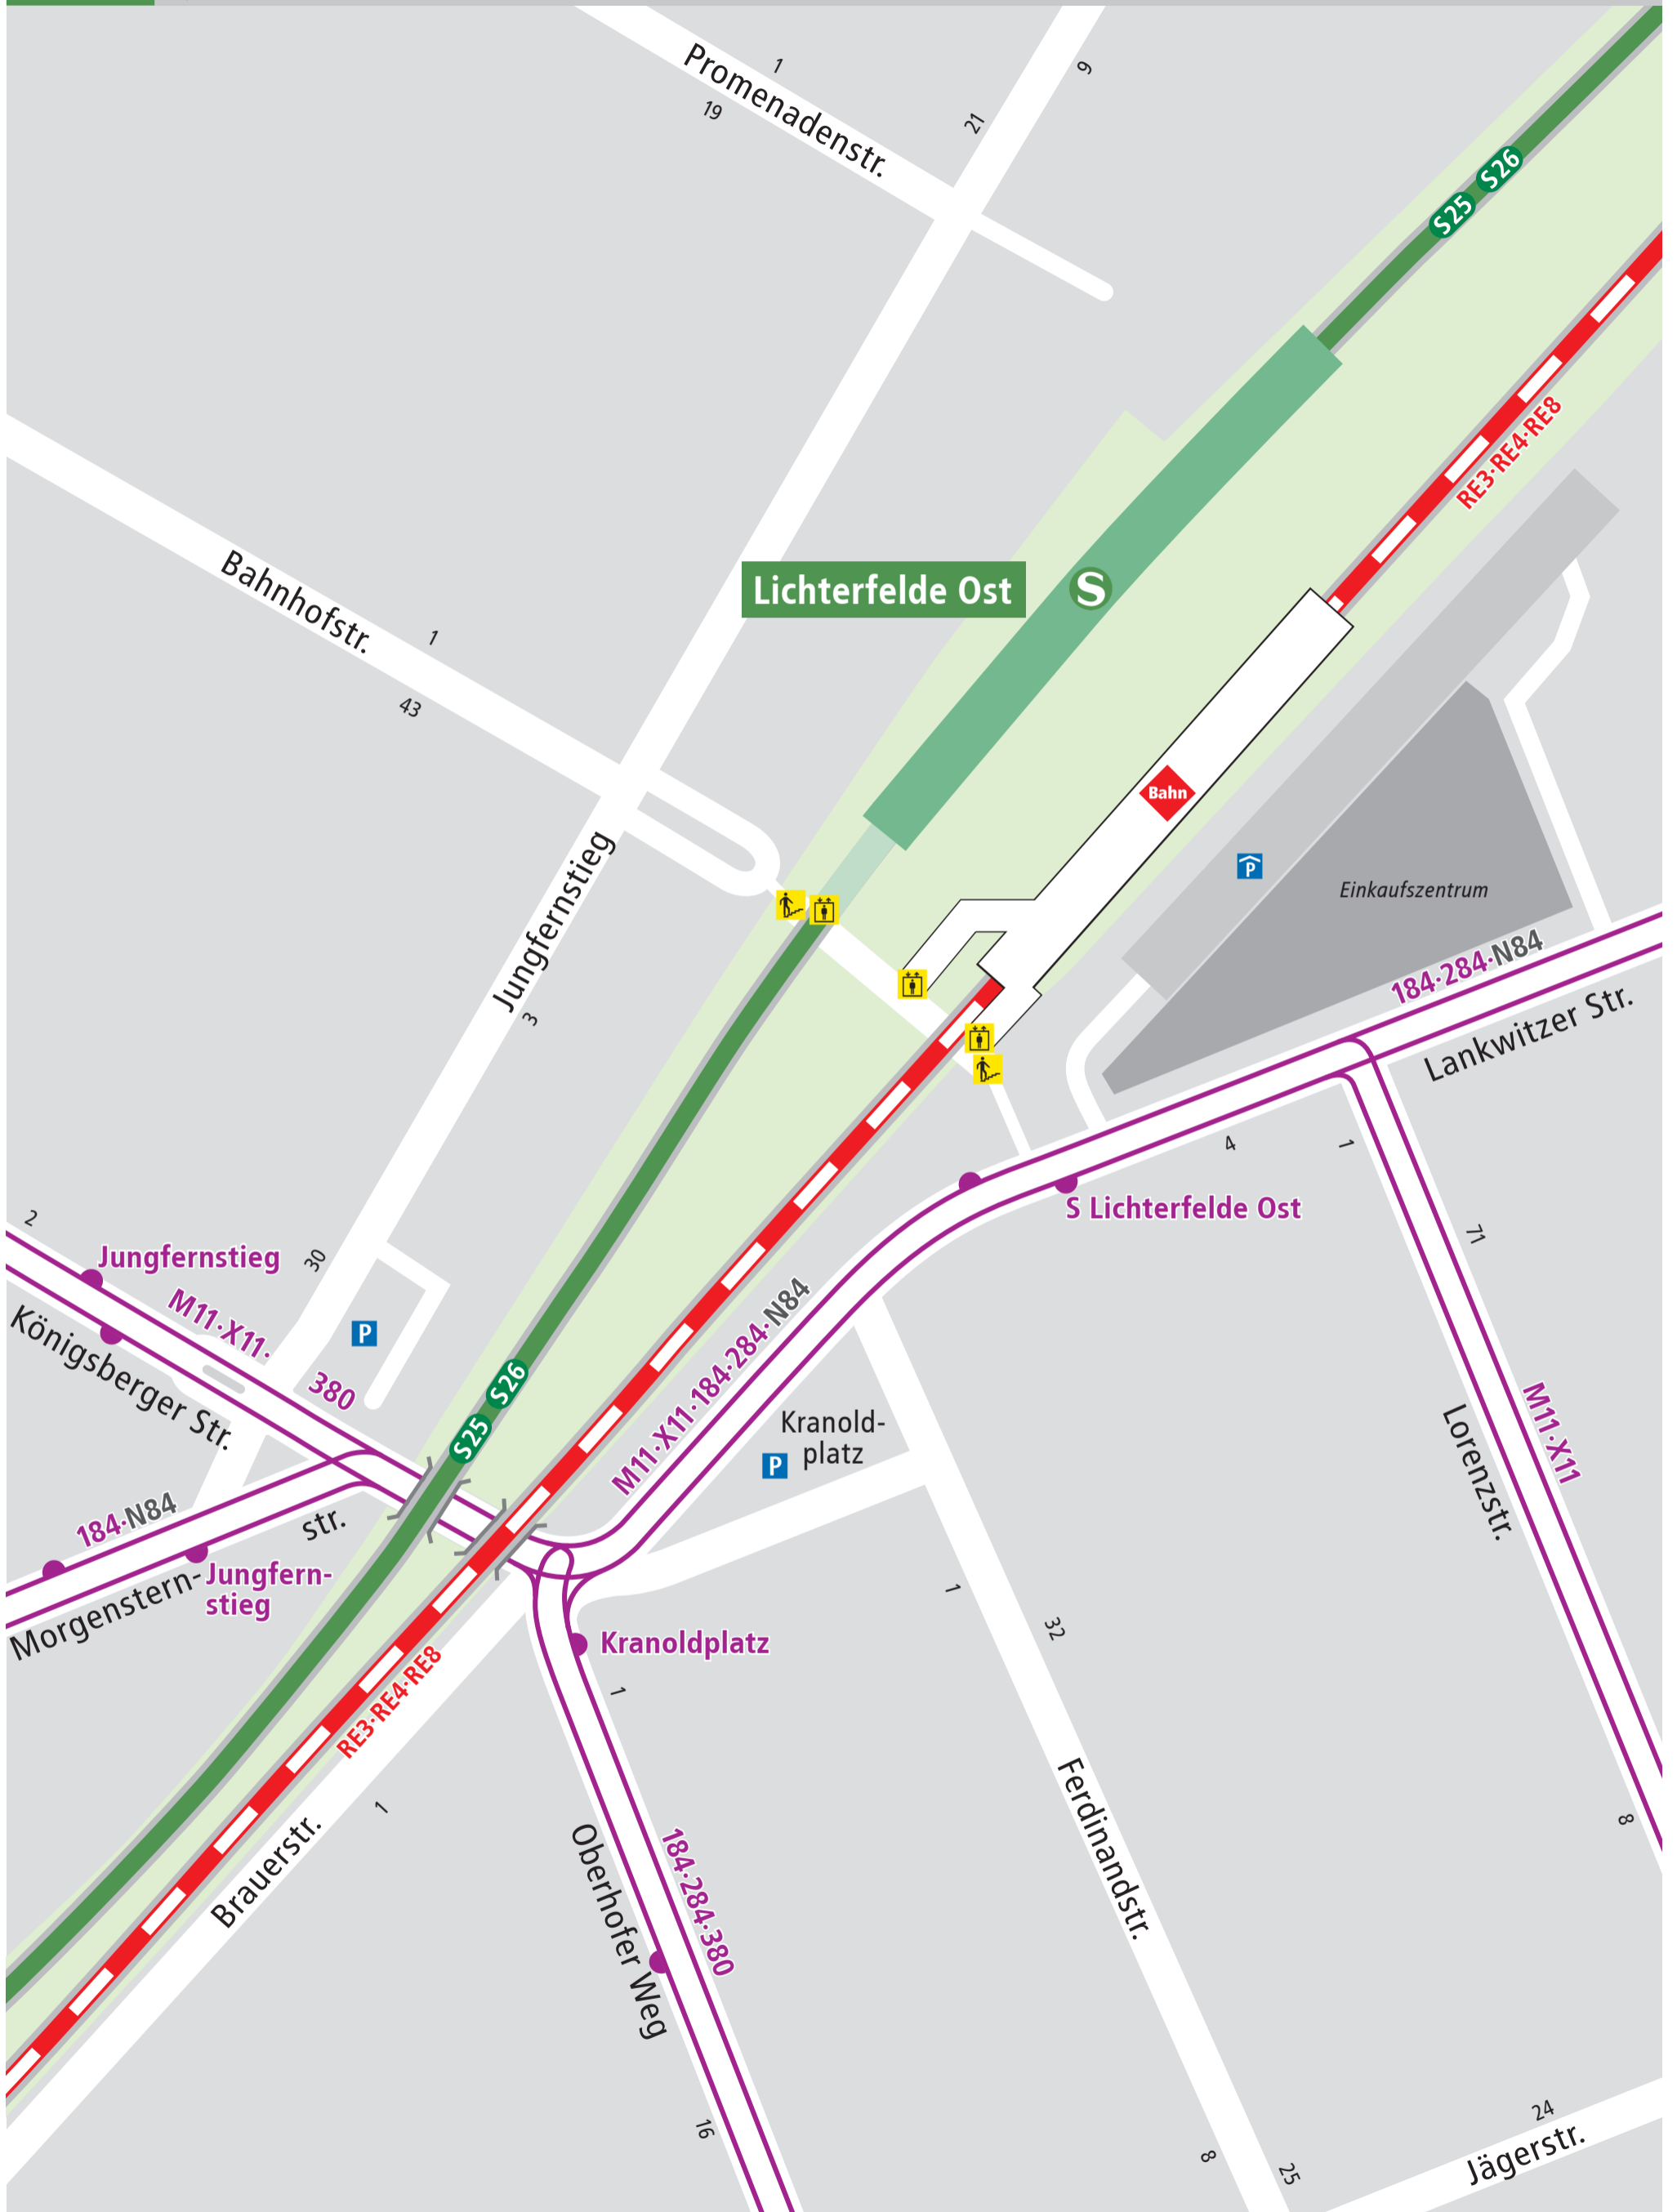 Promenadenstr.
1
19
9
21
S25
S26
RE3·RE4·RE8
Bahnhofstr.
1
43
Lichterfelde Ost
S
Bahn
P
Einkaufszentrum
Jungfernstieg
3
184·284·N84
Lankwitzer Str.
4
1
S Lichterfelde Ost
2
Jungfernstieg
30
M11·X11·
380
Königsberger Str.
P
S25
S26
M11·X11·184·284·N84
Kranold-
platz
P
71
M11·X11
Lorenzstr.
184·N84
str.
Morgenstern-
Jungfern-
stieg
RE3·RE4·RE8
Kranoldplatz
1
1
32
Brauerstr.
1
Oberhofer Weg
184·284·380
Ferdinandstr.
8
16
8
25
24
Jägerstr.